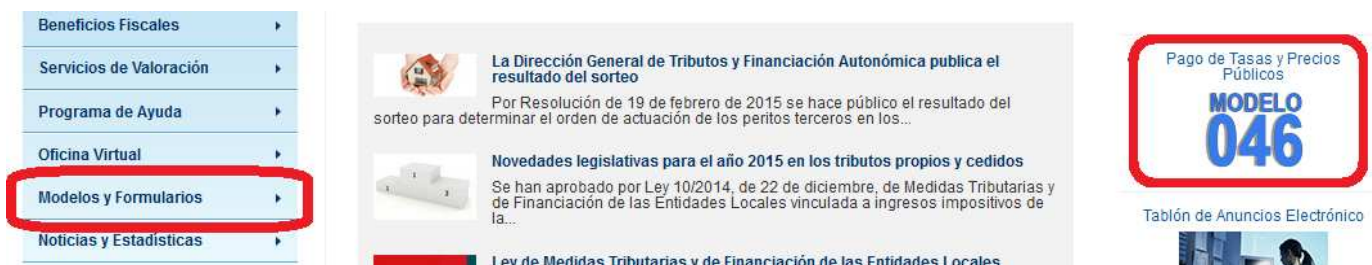 Beneficios Fiscales
Servicios de Valoración
Programa de Ayuda
Oficina Virtual
Modelos y Formularios
Noticias y Estadísticas
La Dirección General de Tributos y Financiación Autonómica publica el
resultado del sorteo
Por Resolución de 19 de febrero de 2015 se hace público el resultado del
sorteo para determinar el orden de actuación de los peritos terceros en los...
Novedades legislativas para el año 2015 en los tributos propios y cedidos
Se han aprobado por Ley 10/2014, de 22 de diciembre, de Medidas Tributarias y
de Financiación de las Entidades Locales vinculada a ingresos impositivos de
la...
Ley de Medidas Tributarias y de Financiación de las Entidades Locales
Pago de Tasas y Precios
Públicos
MODELO
046
Tablón de Anuncios Electrónico